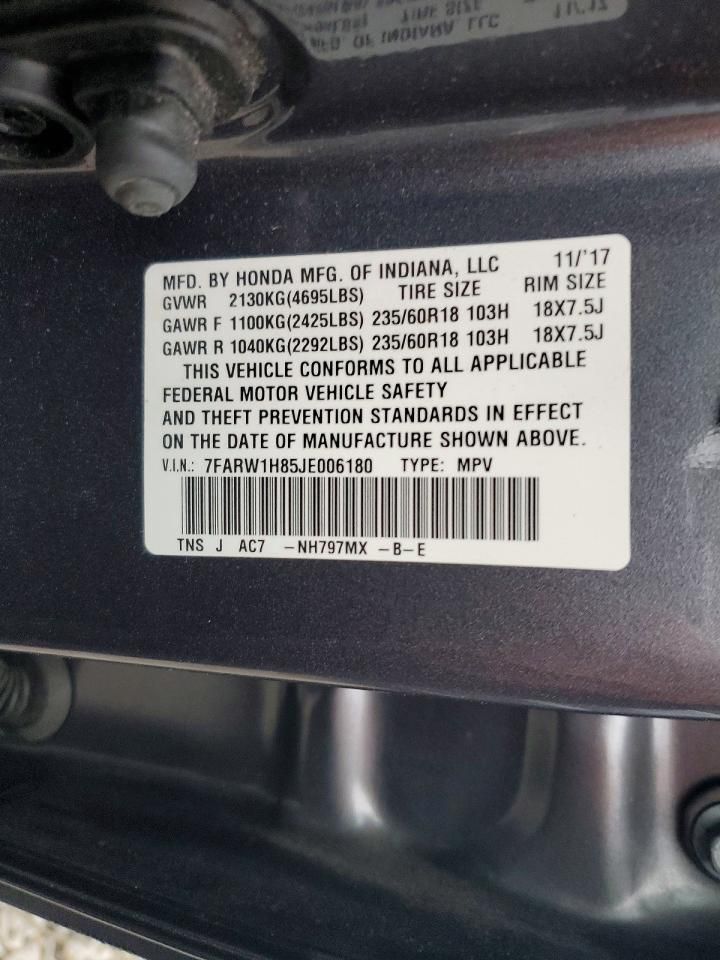 MFD. BY HONDA MFG. OF INDIANA, LLC 11/'17
GVWR 2130KG(4695LBS) TIRE SIZE RIM SIZE
GAWR F 1100KG(2425LBS) 235/60R18 103H 18X7.5J
GAWR R 1040KG(2292LBS) 235/60R18 103H 18X7.5J
THIS VEHICLE CONFORMS TO ALL APPLICABLE
FEDERAL MOTOR VEHICLE SAFETY
AND THEFT PREVENTION STANDARDS IN EFFECT
ON THE DATE OF MANUFACTURE SHOWN ABOVE.
V.I.N.: 7FARW1H85JE006180 TYPE: MPV
TNS J AC7 -NH797MX -B-E